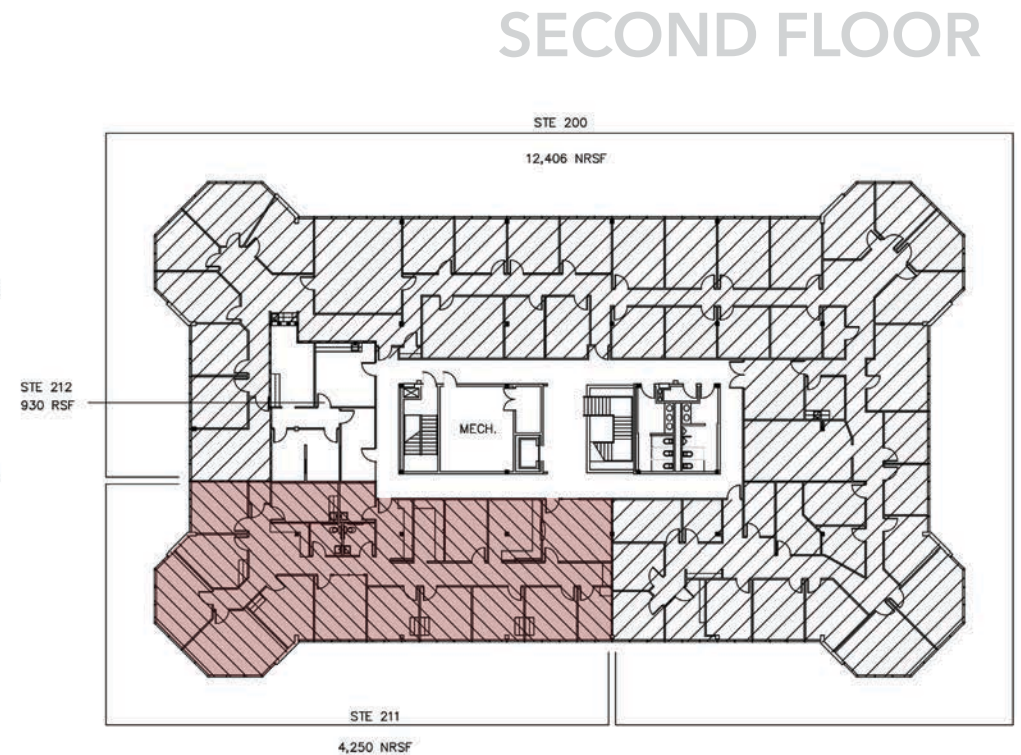 SECOND FLOOR
STE 200
12,406 NRSF
STE 212
930 RSF
MECH.
STE 211
4,250 NRSF